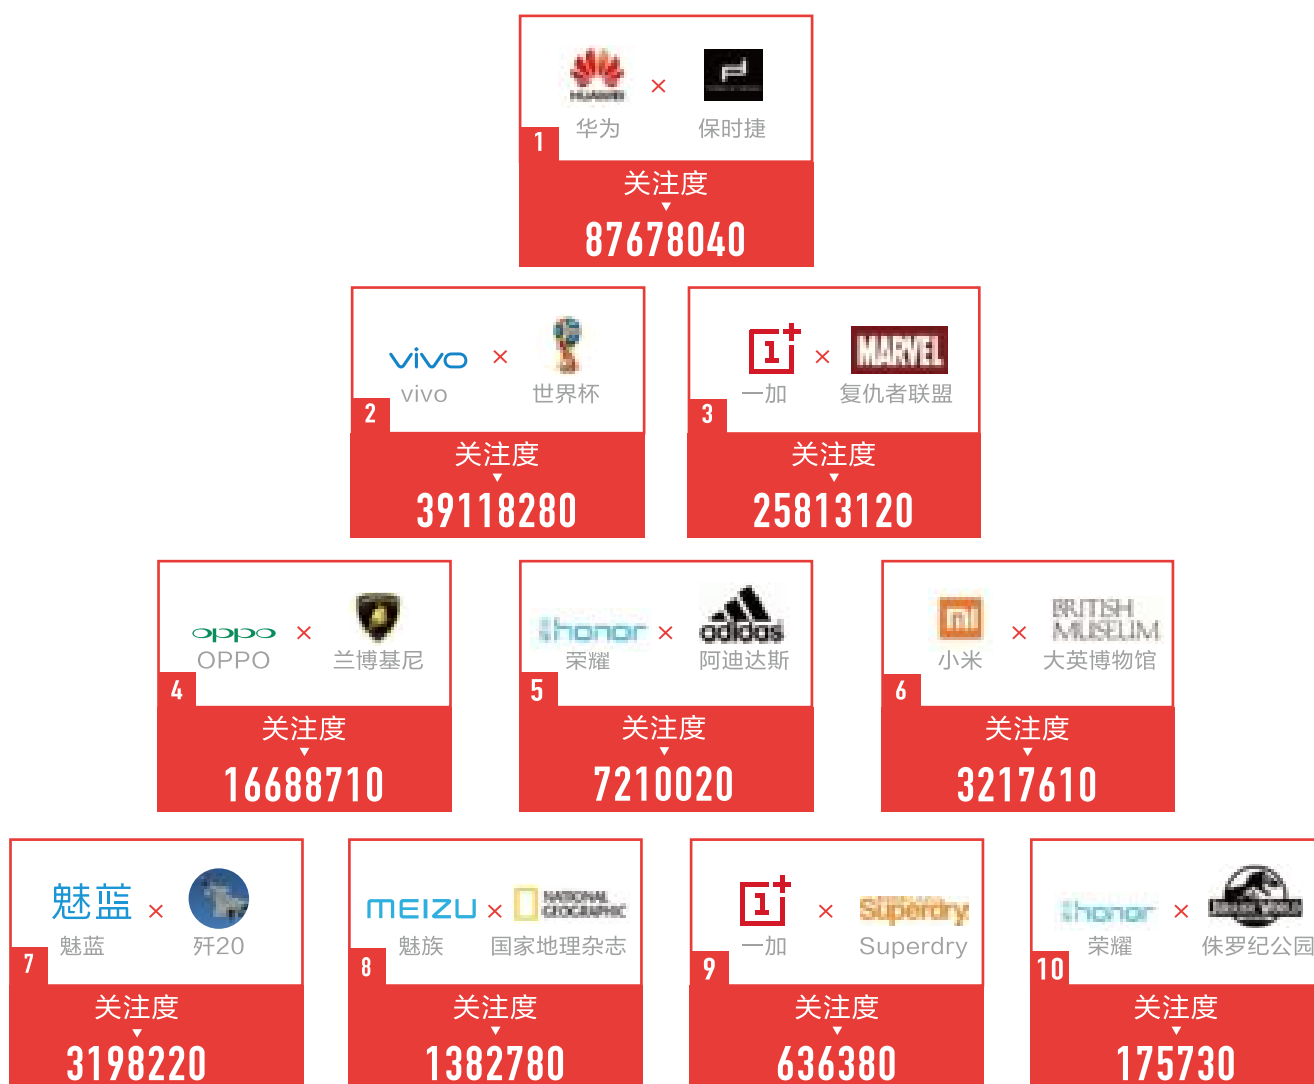 HUAWEI
×
华为
保时捷
1
关注度
87678040
vivo
×
vivo
世界杯
2
关注度
39118280
1+
×
MARVEL
一加
复仇者联盟
3
关注度
25813120
oppo
×
OPPO
兰博基尼
4
关注度
16688710
honor
×
adidas
荣耀
阿迪达斯
5
关注度
7210020
mi
×
BRITISH
MUSEUM
小米
大英博物馆
6
关注度
3217610
魅蓝
×
魅蓝
歼20
7
关注度
3198220
MEIZU
×
NATIONAL
GEOGRAPHIC
魅族
国家地理杂志
8
关注度
1382780
1+
×
Superdry
一加
Superdry
9
关注度
636380
honor
×
JURASSIC WORLD
荣耀
侏罗纪公园
10
关注度
175730